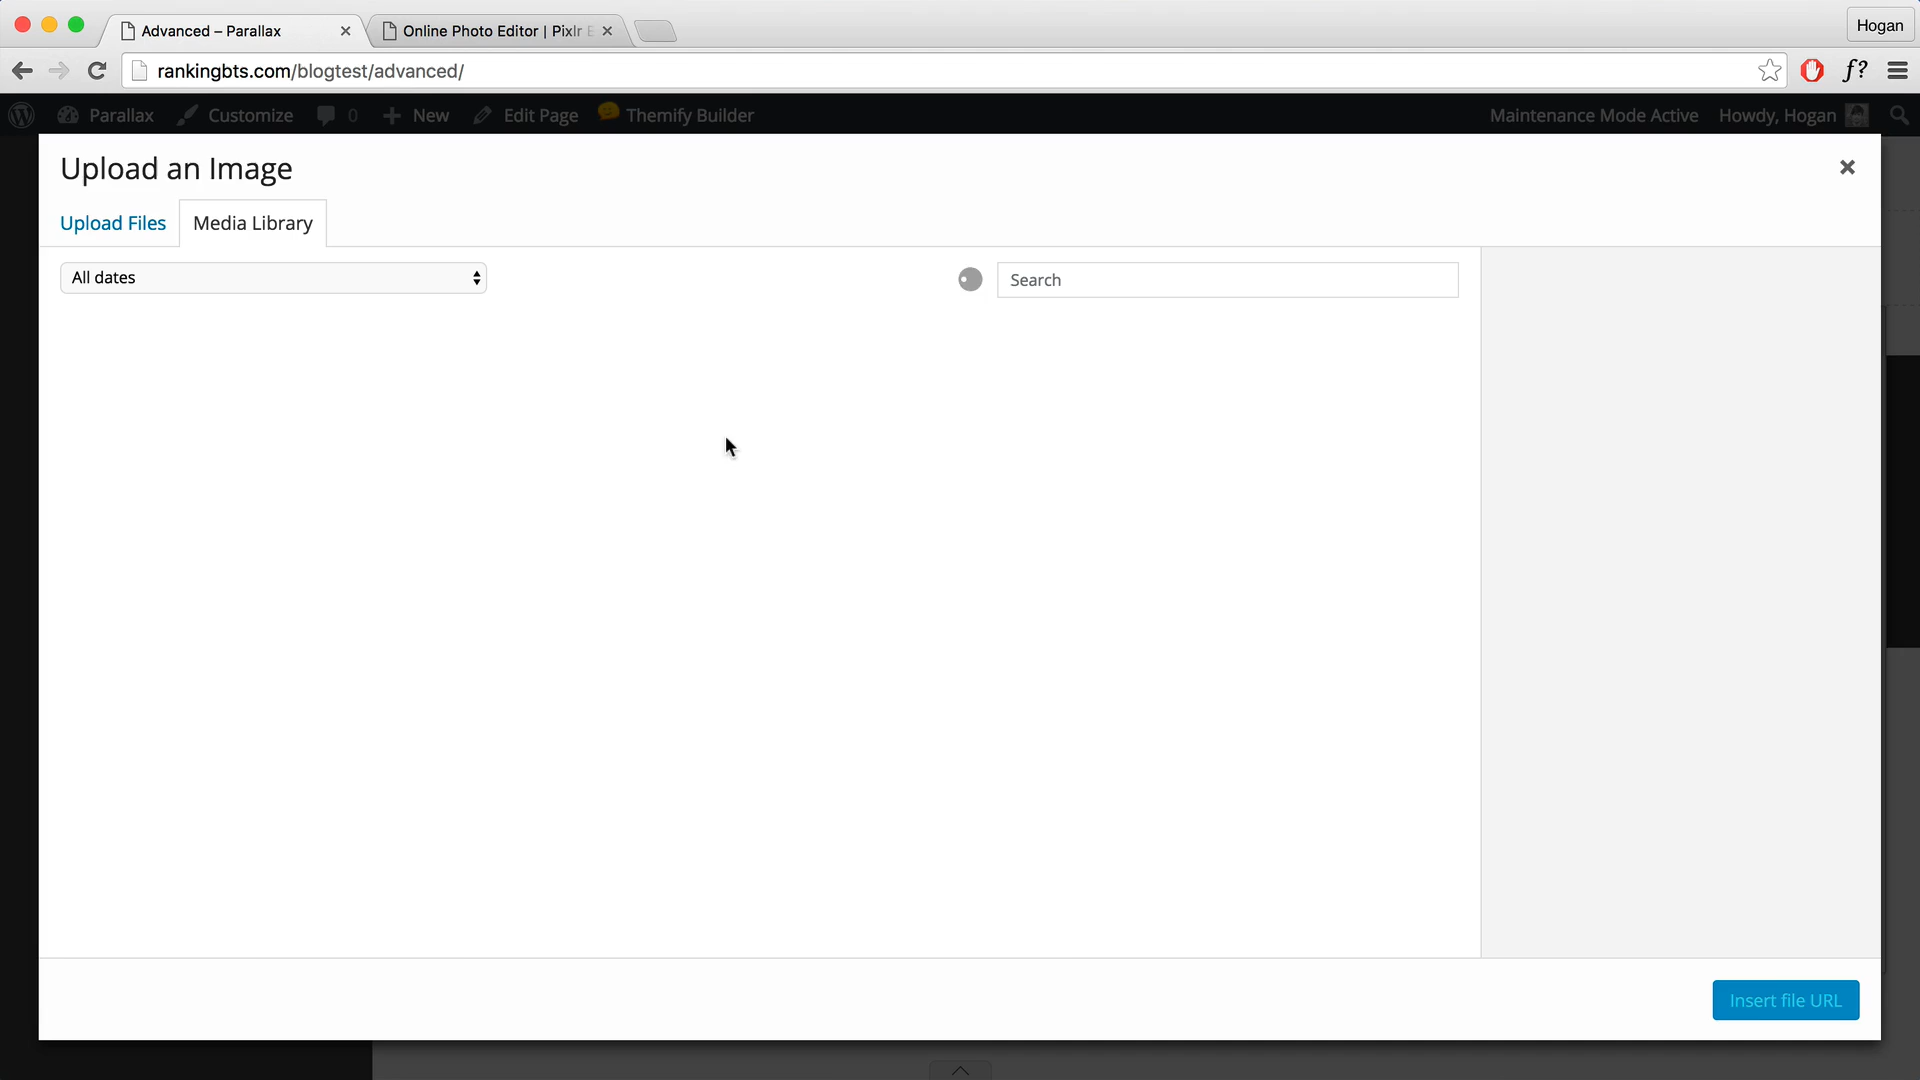 Hogan
Advanced – Parallax
Online Photo Editor | Pixlr E
rankingbts.com/blogtest/advanced/
f?
Parallax
Customize
0
New
Edit Page
Themify Builder
Maintenance Mode Active
Howdy, Hogan
Upload an Image
Upload Files
Media Library
All dates
Search
Insert file URL